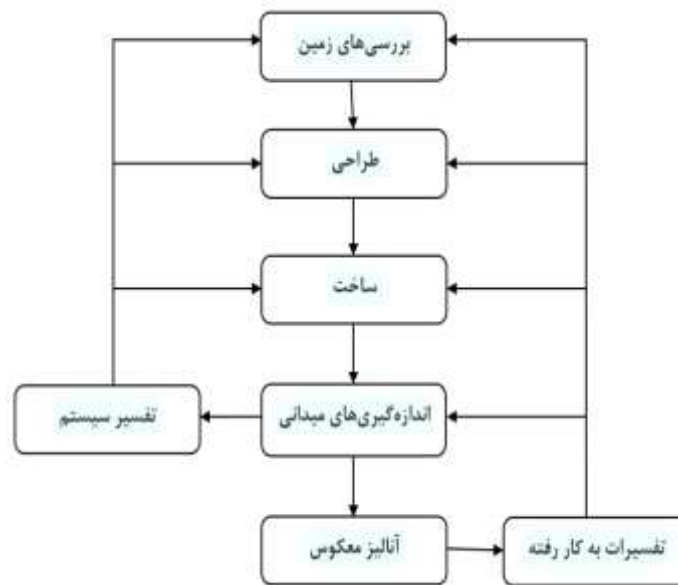 بررسی‌های زمین
طراحی
ساخت
اندازه‌گیری‌های میدانی
تفسیر سیستم
آنالیز معکوس
تفسیرات به کار رفته